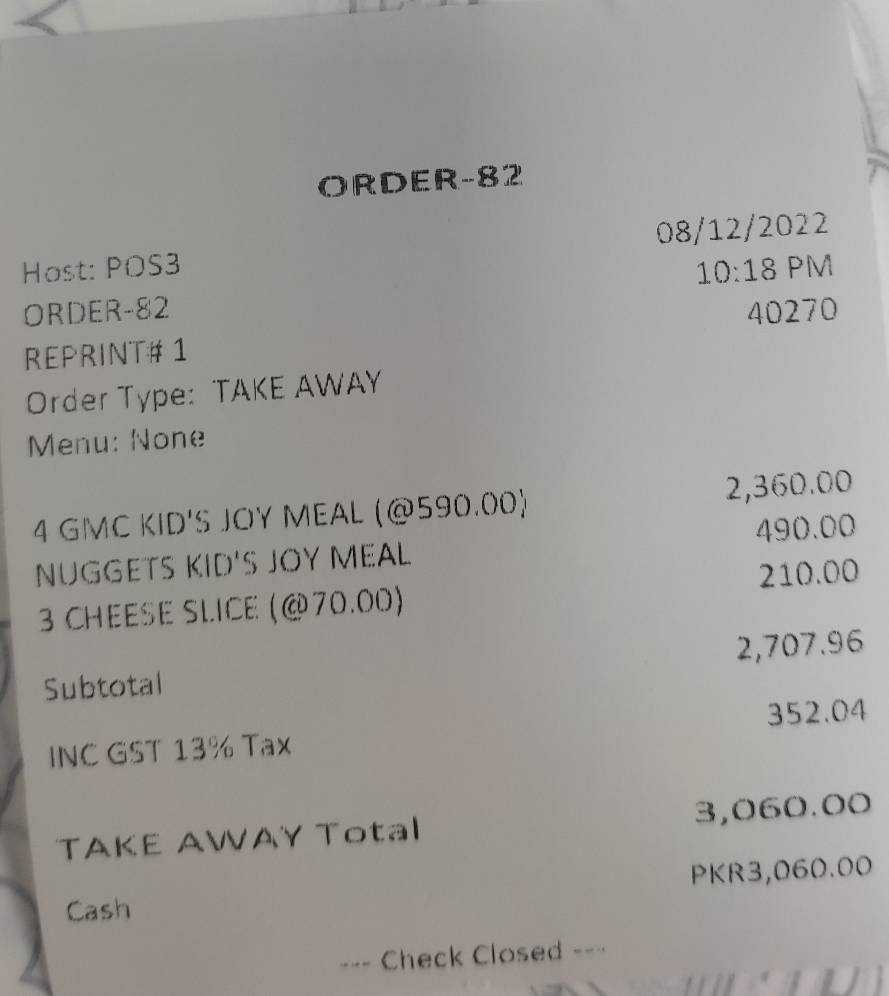 ORDER-82
08/12/2022
Host: POS3 10:18 PM
ORDER-82 40270
REPRINT# 1
Order Type: TAKE AWAY
Menu: None
4 GMC KID'S JOY MEAL (@590.00) 2,360.00
NUGGETS KID'S JOY MEAL 490.00
3 CHEESE SLICE (@70.00) 210.00
Subtotal 2,707.96
INC GST 13% Tax 352.04
TAKE AWAY Total 3,060.00
Cash PKR3,060.00
--- Check Closed ---